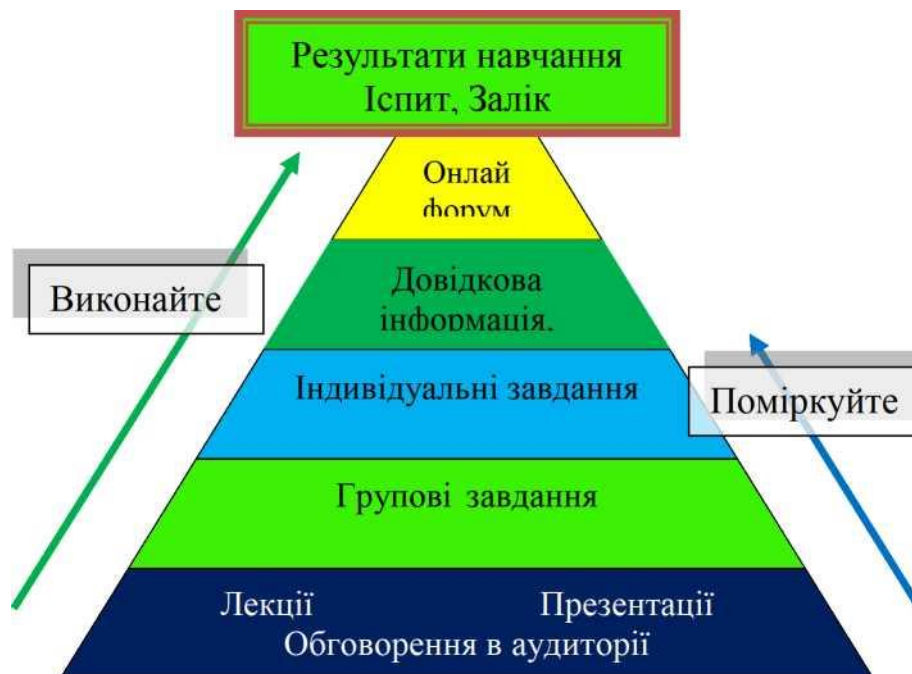 Результати навчання
Іспит, Залік
Онлай
форум
Довідкова
інформація,
Виконайте
Індивідуальні завдання
Поміркуйте
Групові завдання
Лекції Презентації
Обговорення в аудиторії